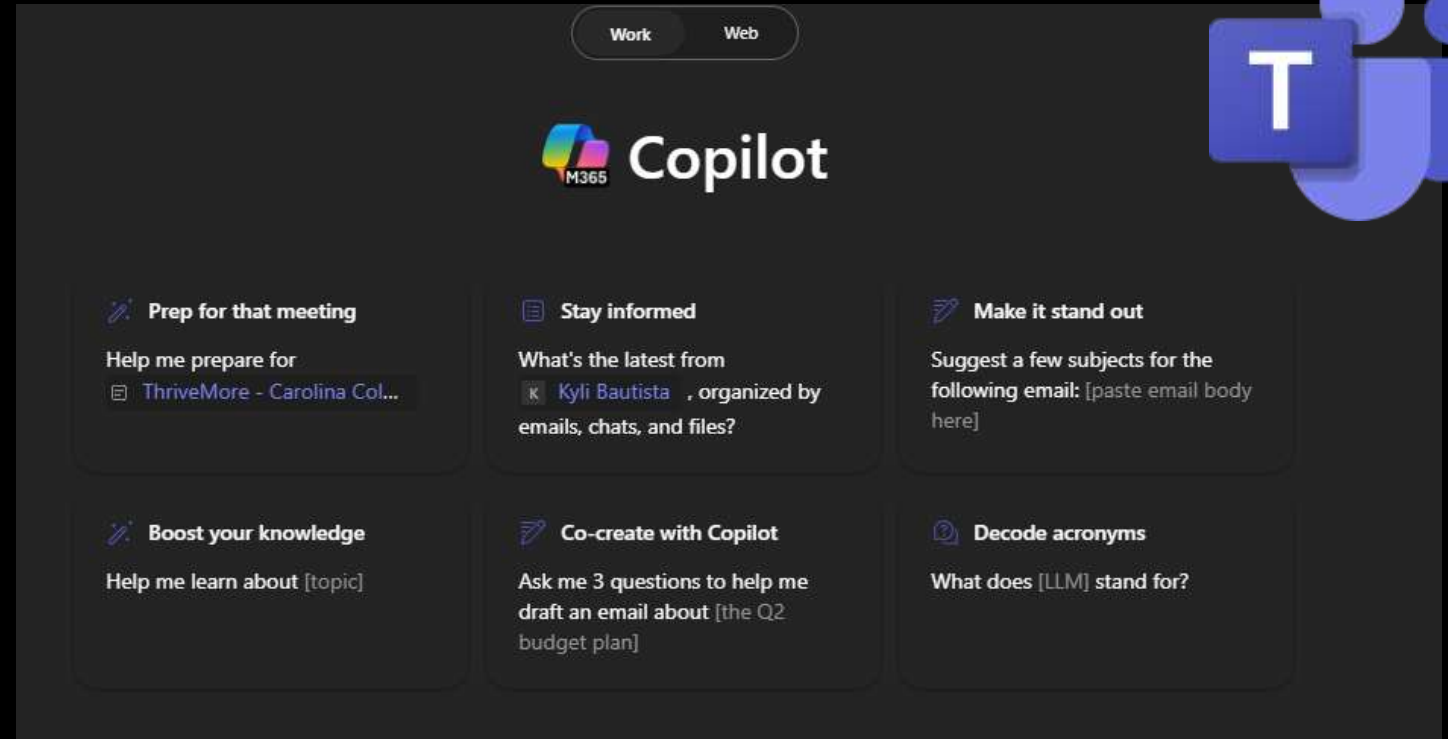 Work Web
T
M365 Copilot
Prep for that meeting
Help me prepare for
ThriveMore - Carolina Col...
Stay informed
What's the latest from
K Kyli Bautista , organized by
emails, chats, and files?
Make it stand out
Suggest a few subjects for the
following email: [paste email body
here]
Boost your knowledge
Help me learn about [topic]
Co-create with Copilot
Ask me 3 questions to help me
draft an email about [the Q2
budget plan]
Decode acronyms
What does [LLM] stand for?